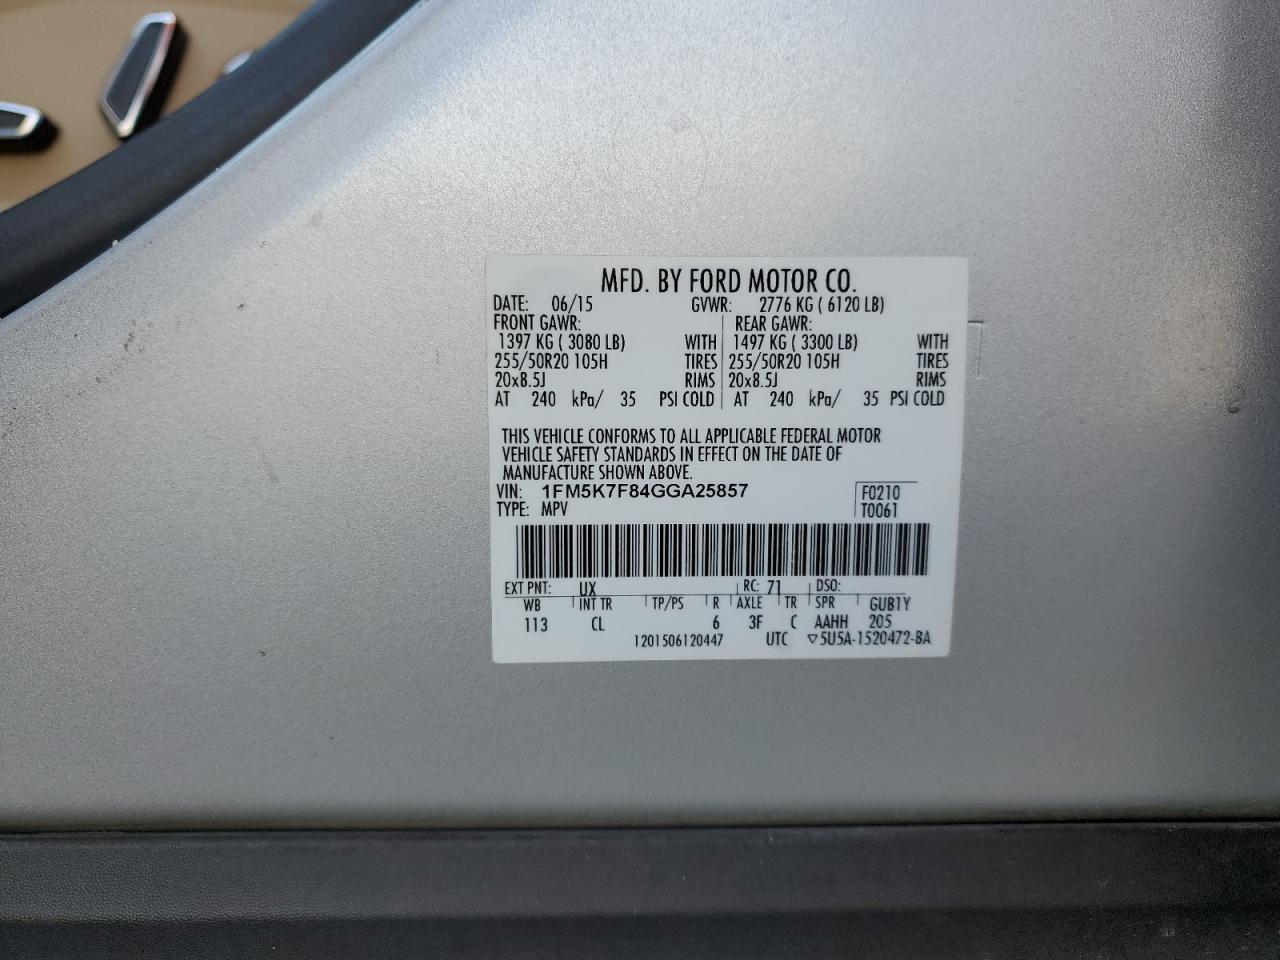 MFD. BY FORD MOTOR CO.
DATE: 06/15 GVWR: 2776 KG ( 6120 LB)
FRONT GAWR: REAR GAWR:
1397 KG ( 3080 LB) WITH 1497 KG ( 3300 LB) WITH
255/50R20 105H TIRES 255/50R20 105H TIRES
20x8.5J RIMS 20x8.5J RIMS
AT 240 kPa/ 35 PSI COLD AT 240 kPa/ 35 PSI COLD
THIS VEHICLE CONFORMS TO ALL APPLICABLE FEDERAL MOTOR
VEHICLE SAFETY STANDARDS IN EFFECT ON THE DATE OF
MANUFACTURE SHOWN ABOVE.
VIN: 1FM5K7F84GGA25857 F0210
TYPE: MPV T0061
EXT PNT: UX RC: 71 DSO:
WB INT TR TP/PS R AXLE TR SPR GUB1Y
113 CL 6 3F C AAHH 205
1201506120447 UTC ▽5U5A-1520472-BA